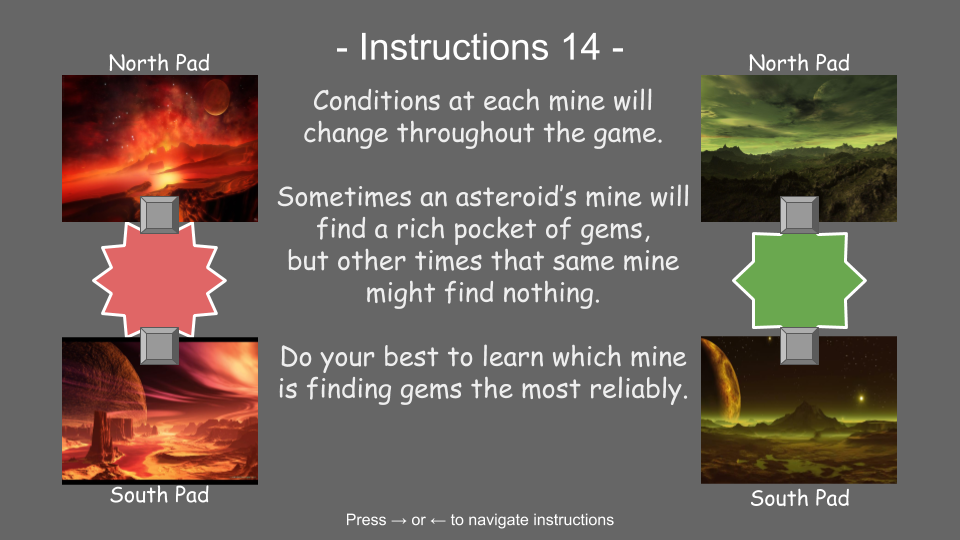 - Instructions 14 -
North Pad
North Pad
Conditions at each mine will
change throughout the game.
Sometimes an asteroid's mine will
find a rich pocket of gems,
but other times that same mine
might find nothing.
Do your best to learn which mine
is finding gems the most reliably.
South Pad
South Pad
Press → or ← to navigate instructions